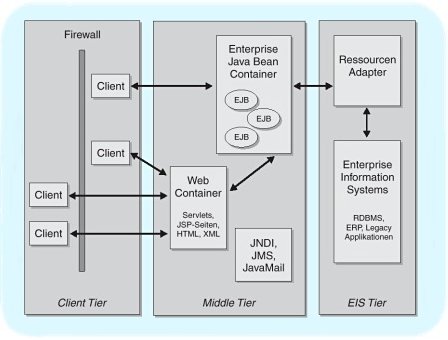 Firewall
Client
Client
Client
Client
Client Tier
Enterprise
Java Bean
Container
EJB
EJB
EJB
Web
Container
Servlets,
JSP-Seiten,
HTML, XML
JNDI,
JMS,
JavaMail
Middle Tier
Ressourcen
Adapter
Enterprise
Information
Systems
RDBMS,
ERP, Legacy
Applikationen
EIS Tier